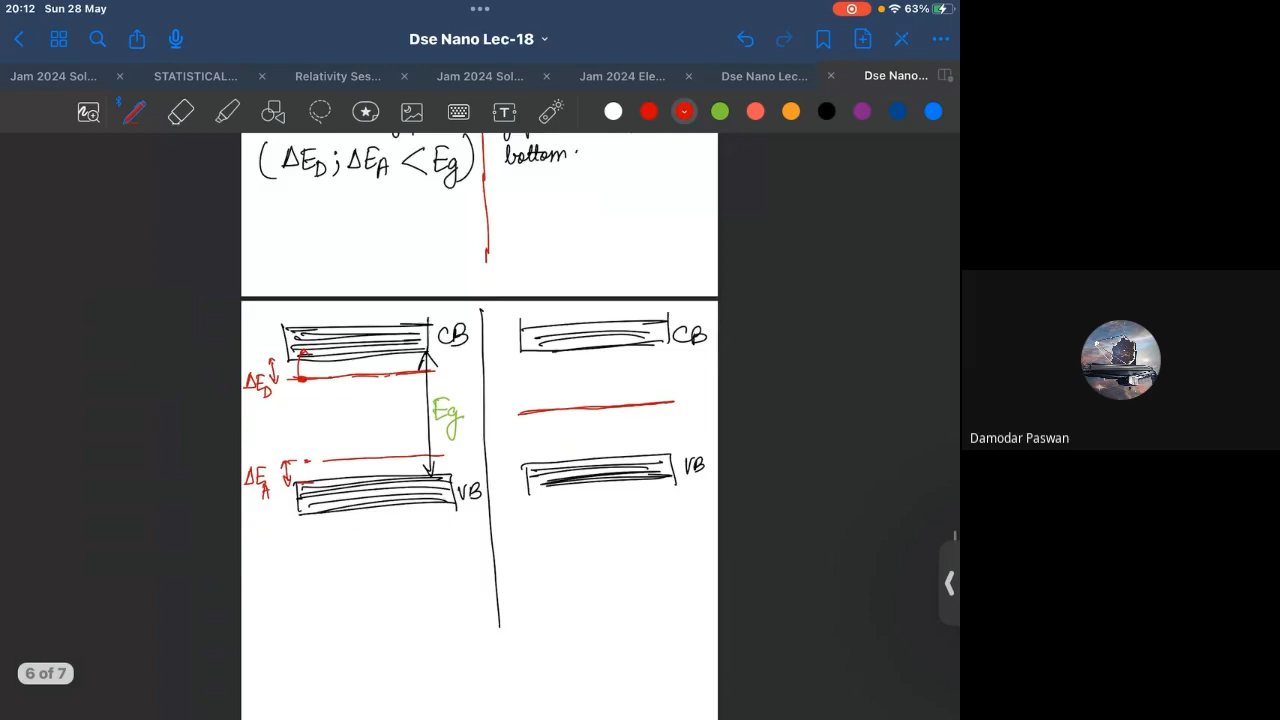 20:12 Sun 28 May
63%
Dse Nano Lec-18
Jam 2024 Sol...
STATISTICAL...
Relativity Ses...
Jam 2024 Sol...
Jam 2024 Ele...
Dse Nano Lec...
Dse Nano...
(ΔE_D ; ΔE_A < Eg)
bottom.
CB
CB
ΔE_D
Eg
ΔE_A
VB
VB
Damodar Paswan
6 of 7